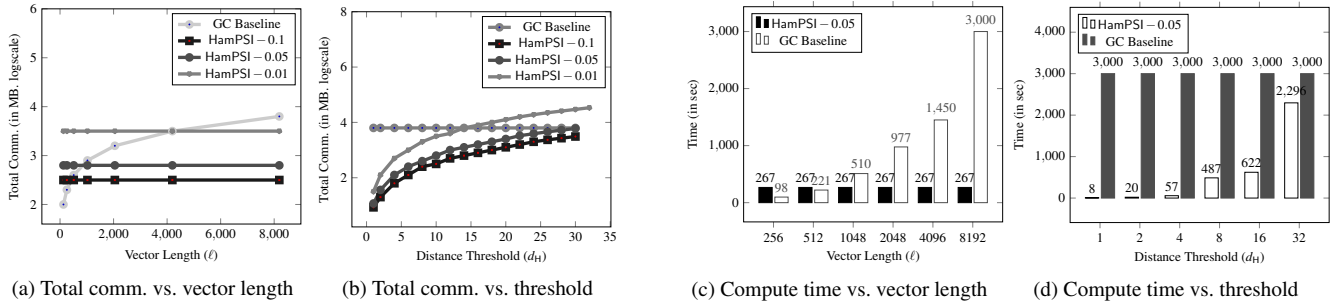 GC Baseline
HamPSI − 0.1
HamPSI − 0.05
HamPSI − 0.01
Total Comm. (in MB. logscale)
6
5
4
3
2
0
2,000
4,000
6,000
8,000
Vector Length (ℓ)
(a) Total comm. vs. vector length
GC Baseline
HamPSI − 0.1
HamPSI − 0.05
HamPSI − 0.01
Total Comm. (in MB. logscale)
8
6
4
2
0
5
10
15
20
25
30
35
Distance Threshold (d_H)
(b) Total comm. vs. threshold
HamPSI−0.05
GC Baseline
Time (in sec)
3,000
2,000
1,000
0
267
98
267
221
267
510
267
977
267
1,450
267
3,000
256
512
1048
2048
4096
8192
Vector Length (ℓ)
(c) Compute time vs. vector length
HamPSI−0.05
GC Baseline
Time (in sec)
4,000
3,000
2,000
1,000
0
3,000
3,000
3,000
3,000
3,000
3,000
8
20
57
487
622
2,296
1
2
4
8
16
32
Distance Threshold (d_H)
(d) Compute time vs. threshold